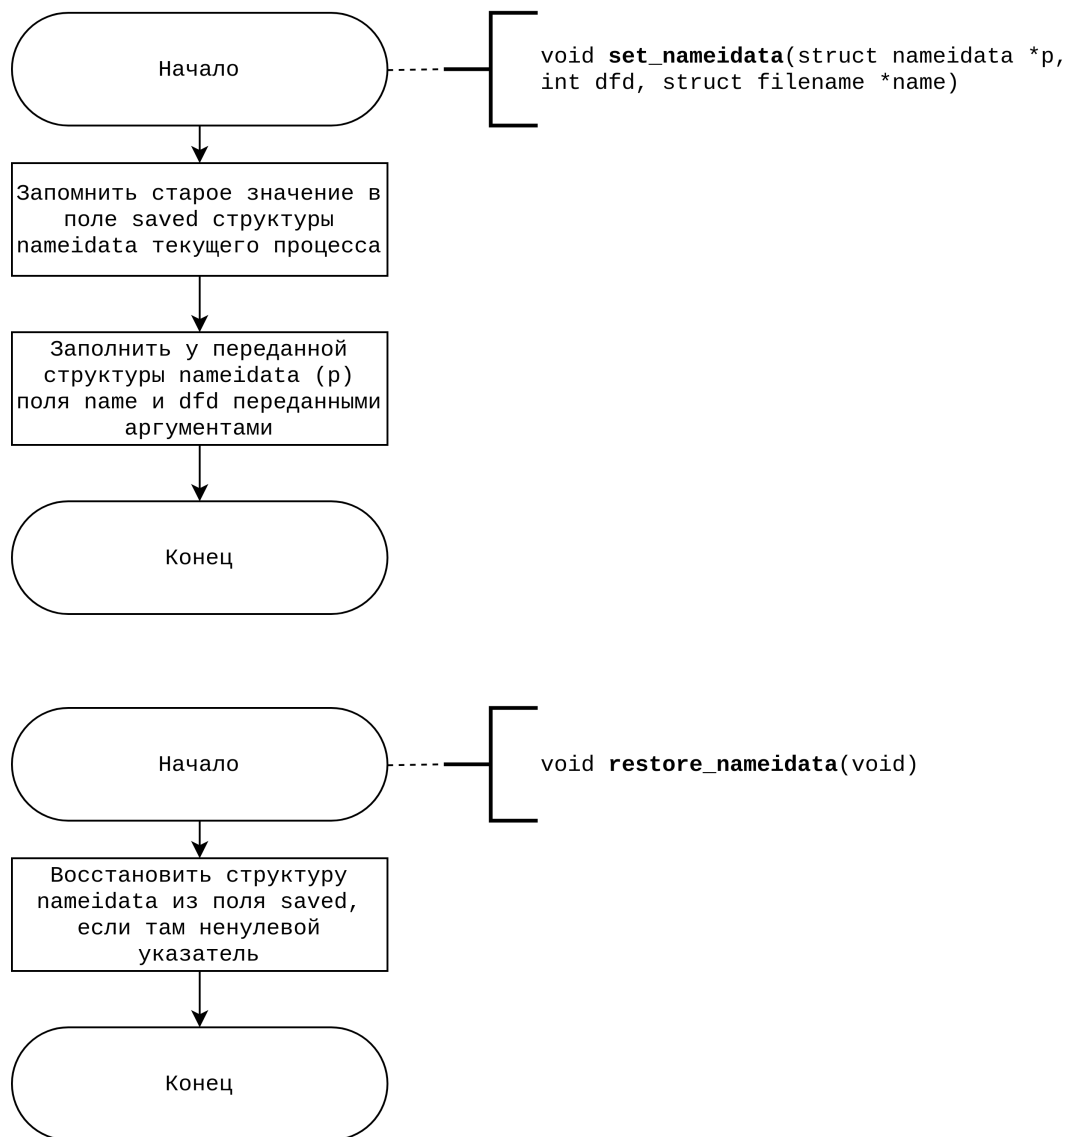 Начало
void set_nameidata(struct nameidata *p,
int dfd, struct filename *name)
Запомнить старое значение в
поле saved структуры
nameidata текущего процесса
Заполнить у переданной
структуры nameidata (p)
поля name и dfd переданными
аргументами
Конец
Начало
void restore_nameidata(void)
Восстановить структуру
nameidata из поля saved,
если там ненулевой
указатель
Конец